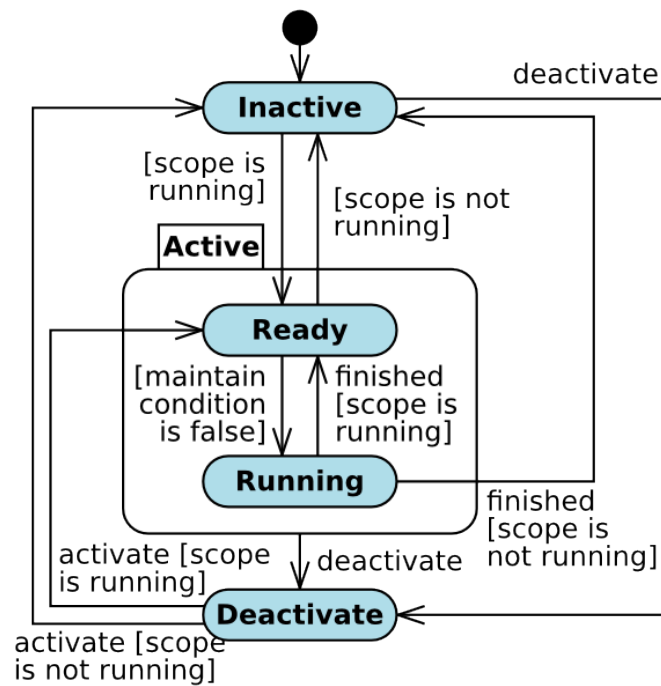 deactivate
Inactive
[scope is
running]
[scope is not
running]
Active
Ready
[maintain
condition
is false]
finished
[scope is
running]
Running
finished
[scope is
not running]
activate [scope
is running]
deactivate
Deactivate
activate [scope
is not running]